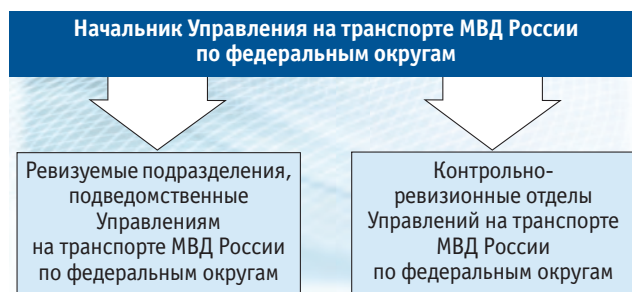 Начальник Управления на транспорте МВД России
по федеральным округам
Ревизуемые подразделения,
подведомственные
Управлениям
на транспорте МВД России
по федеральным округам
Контрольно-
ревизионные отделы
Управлений на транспорте
МВД России
по федеральным округам